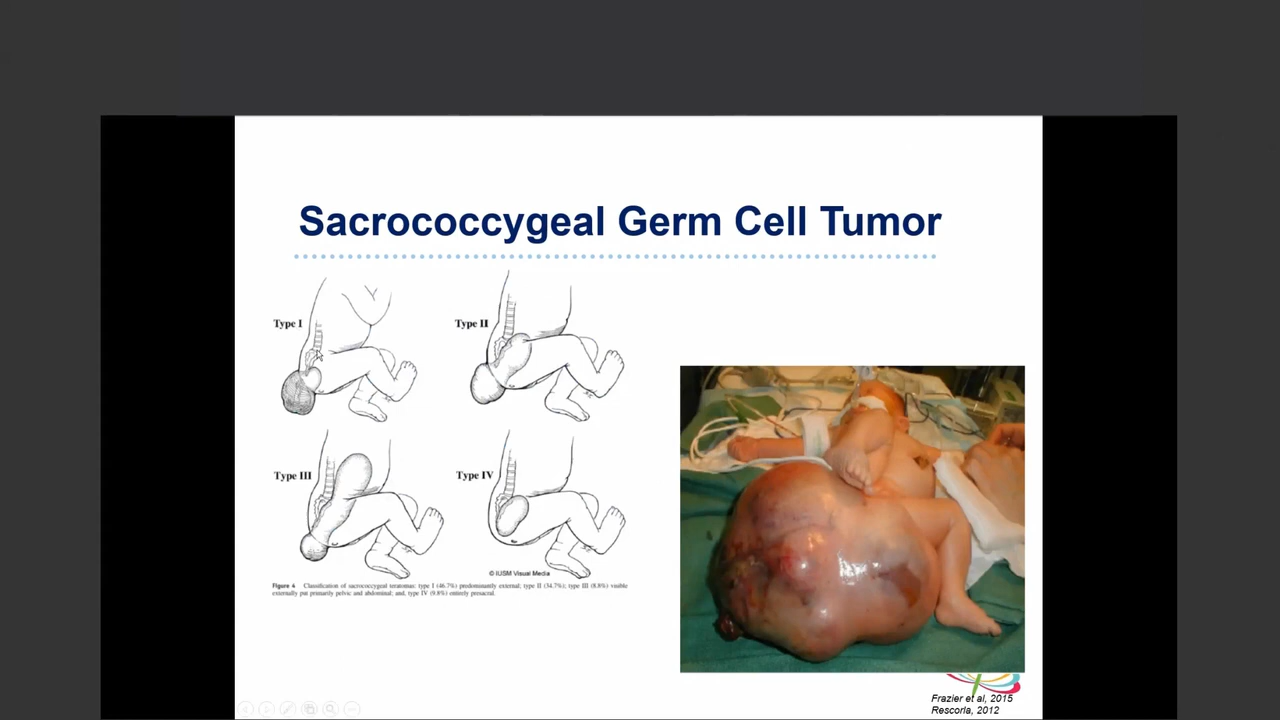 Sacrococcygeal Germ Cell Tumor
Type I
Type II
Type III
Type IV
© IUSM Visual Media
Figure 4 Classification of sacrococcygeal teratomas: type I (46.7%) predominantly external; type II (34.7%); type III (8.8%) visible
externally put primarily pelvic and abdominal; and, type IV (9.8%) entirely presacral.
Frazier et al, 2015
Rescorla, 2012